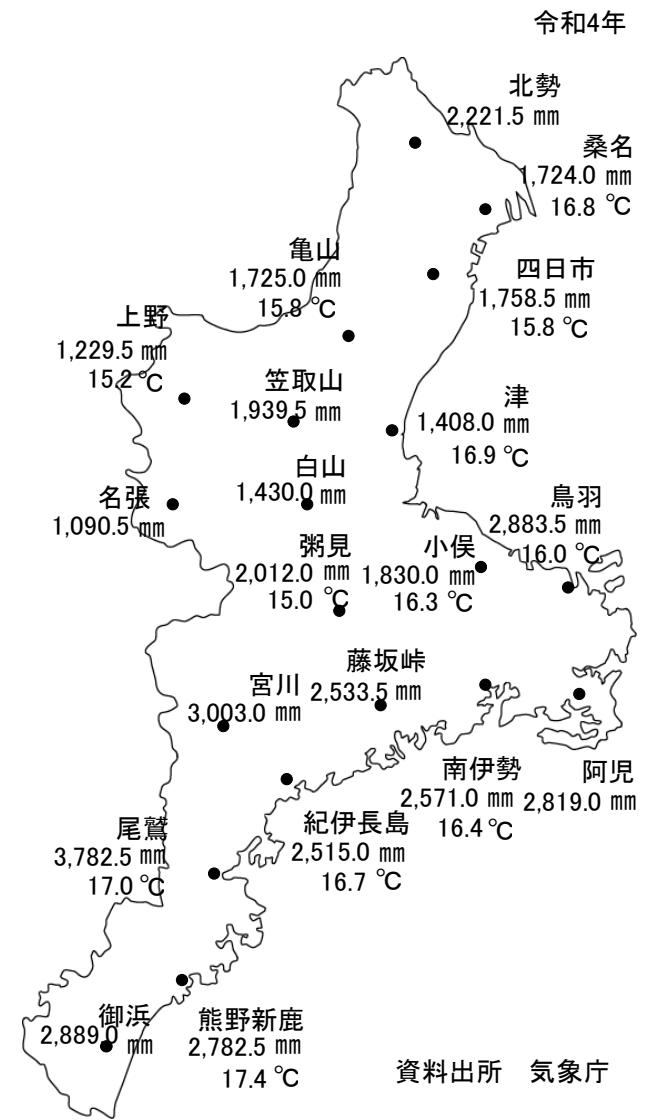 令和4年
北勢
2,221.5 ㎜
桑名
1,724.0 ㎜
16.8 ℃
亀山
1,725.0 ㎜
15.8 ℃
四日市
1,758.5 ㎜
15.8 ℃
上野
1,229.5 ㎜
15.2 ℃
笠取山
1,939.5 ㎜
津
1,408.0 ㎜
16.9 ℃
白山
1,430.0 ㎜
名張
1,090.5 ㎜
鳥羽
2,883.5 ㎜
16.0 ℃
粥見
2,012.0 ㎜
15.0 ℃
小俣
1,830.0 ㎜
16.3 ℃
藤坂峠
2,533.5 ㎜
宮川
3,003.0 ㎜
南伊勢
2,571.0 ㎜
16.4 ℃
阿児
2,819.0 ㎜
紀伊長島
2,515.0 ㎜
16.7 ℃
尾鷲
3,782.5 ㎜
17.0 ℃
御浜
2,889.0 ㎜
熊野新鹿
2,782.5 ㎜
17.4 ℃
資料出所　気象庁